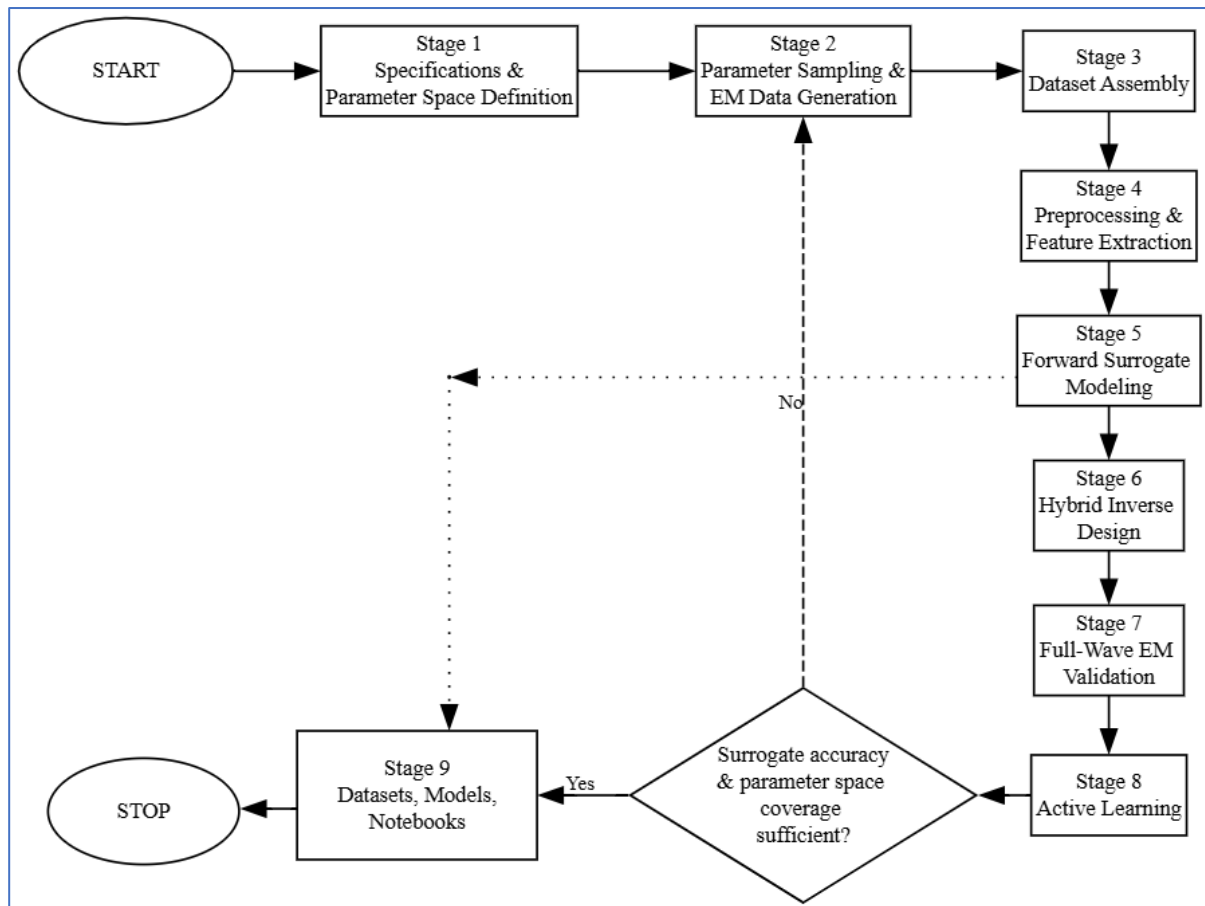 START
Stage 1
Specifications &
Parameter Space Definition
Stage 2
Parameter Sampling &
EM Data Generation
Stage 3
Dataset Assembly
Stage 4
Preprocessing &
Feature Extraction
Stage 5
Forward Surrogate
Modeling
No
Stage 6
Hybrid Inverse
Design
Stage 7
Full-Wave EM
Validation
Stage 8
Active Learning
Surrogate accuracy
& parameter space
coverage
sufficient?
Yes
Stage 9
Datasets, Models,
Notebooks
STOP